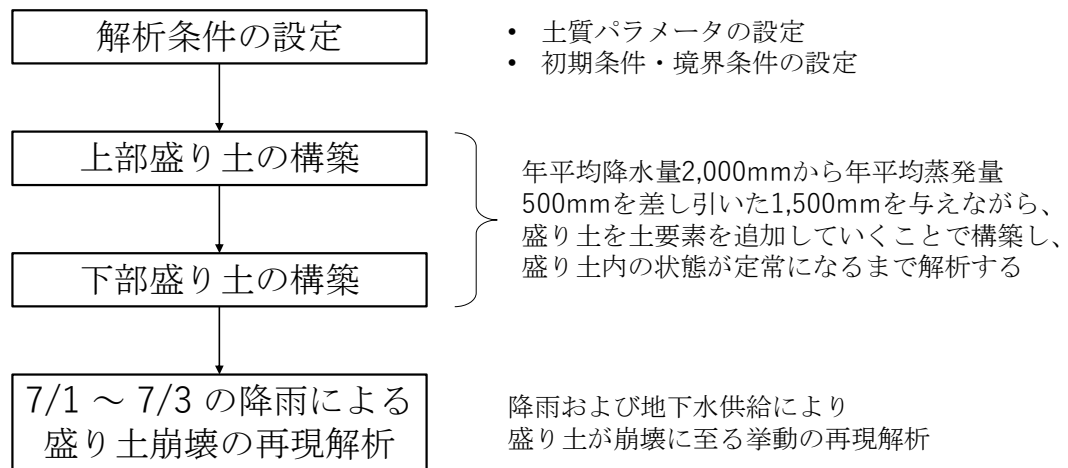 解析条件の設定
• 土質パラメータの設定
• 初期条件・境界条件の設定
上部盛り土の構築
下部盛り土の構築
年平均降水量2,000mmから年平均蒸発量
500mmを差し引いた1,500mmを与えながら、
盛り土を土要素を追加していくことで構築し、
盛り土内の状態が定常になるまで解析する
7/1 ～ 7/3 の降雨による
盛り土崩壊の再現解析
降雨および地下水供給により
盛り土が崩壊に至る挙動の再現解析